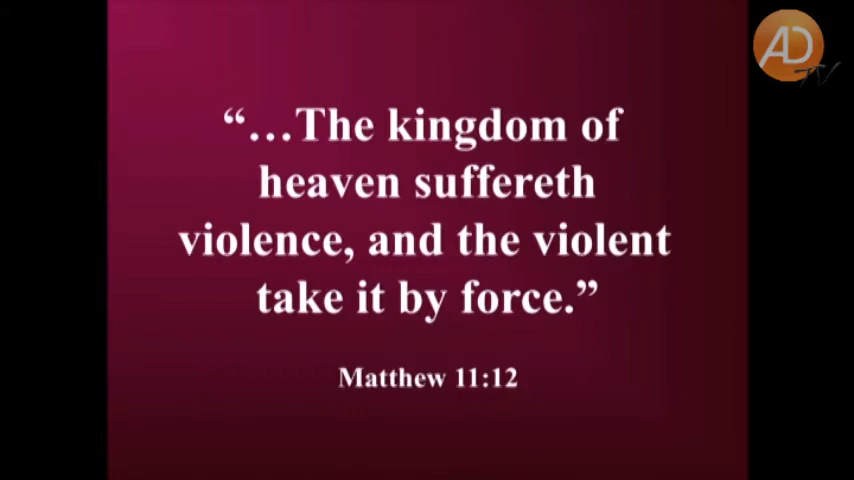 AD
TV
“…The kingdom of
heaven suffereth
violence, and the violent
take it by force.”
Matthew 11:12